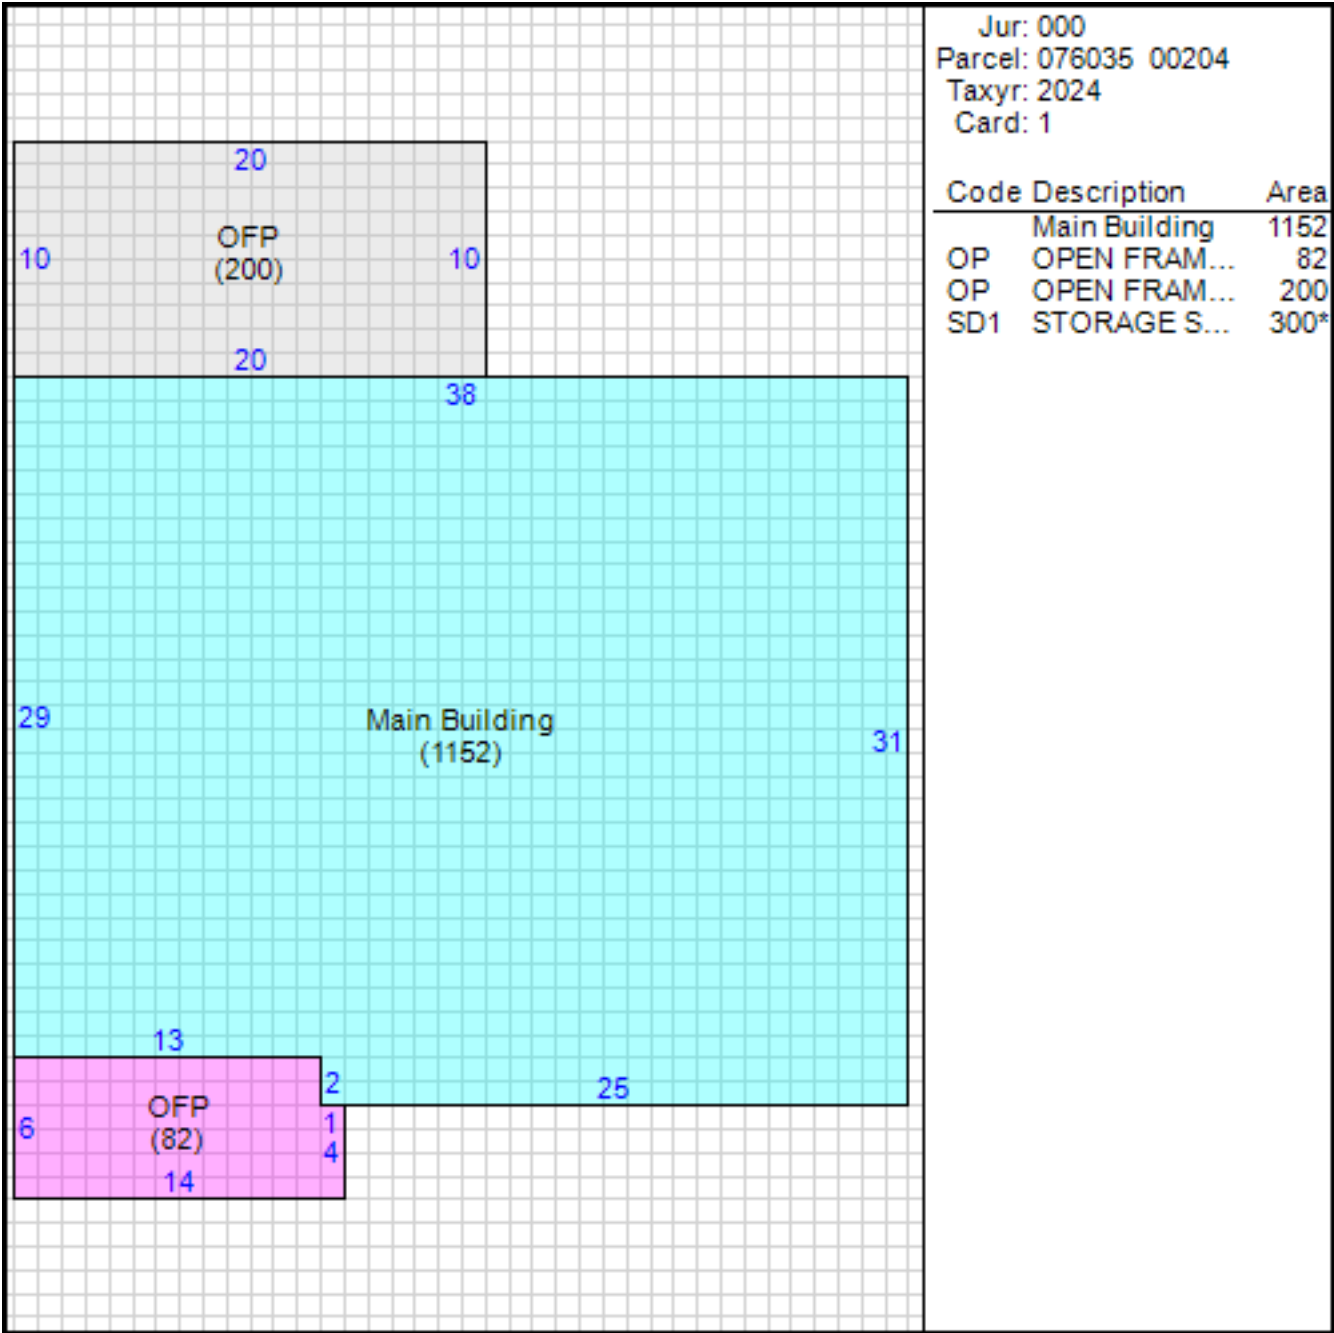 Jur: 000
Parcel: 076035 00204
Taxyr: 2024
Card: 1
Code Description Area
Main Building 1152
OP OPEN FRAM... 82
OP OPEN FRAM... 200
SD1 STORAGE S... 300*
20
OFP
(200)
10 10
20
38
29
Main Building
(1152)
31
13
2
25
OFP
(82)
6
1
4
14